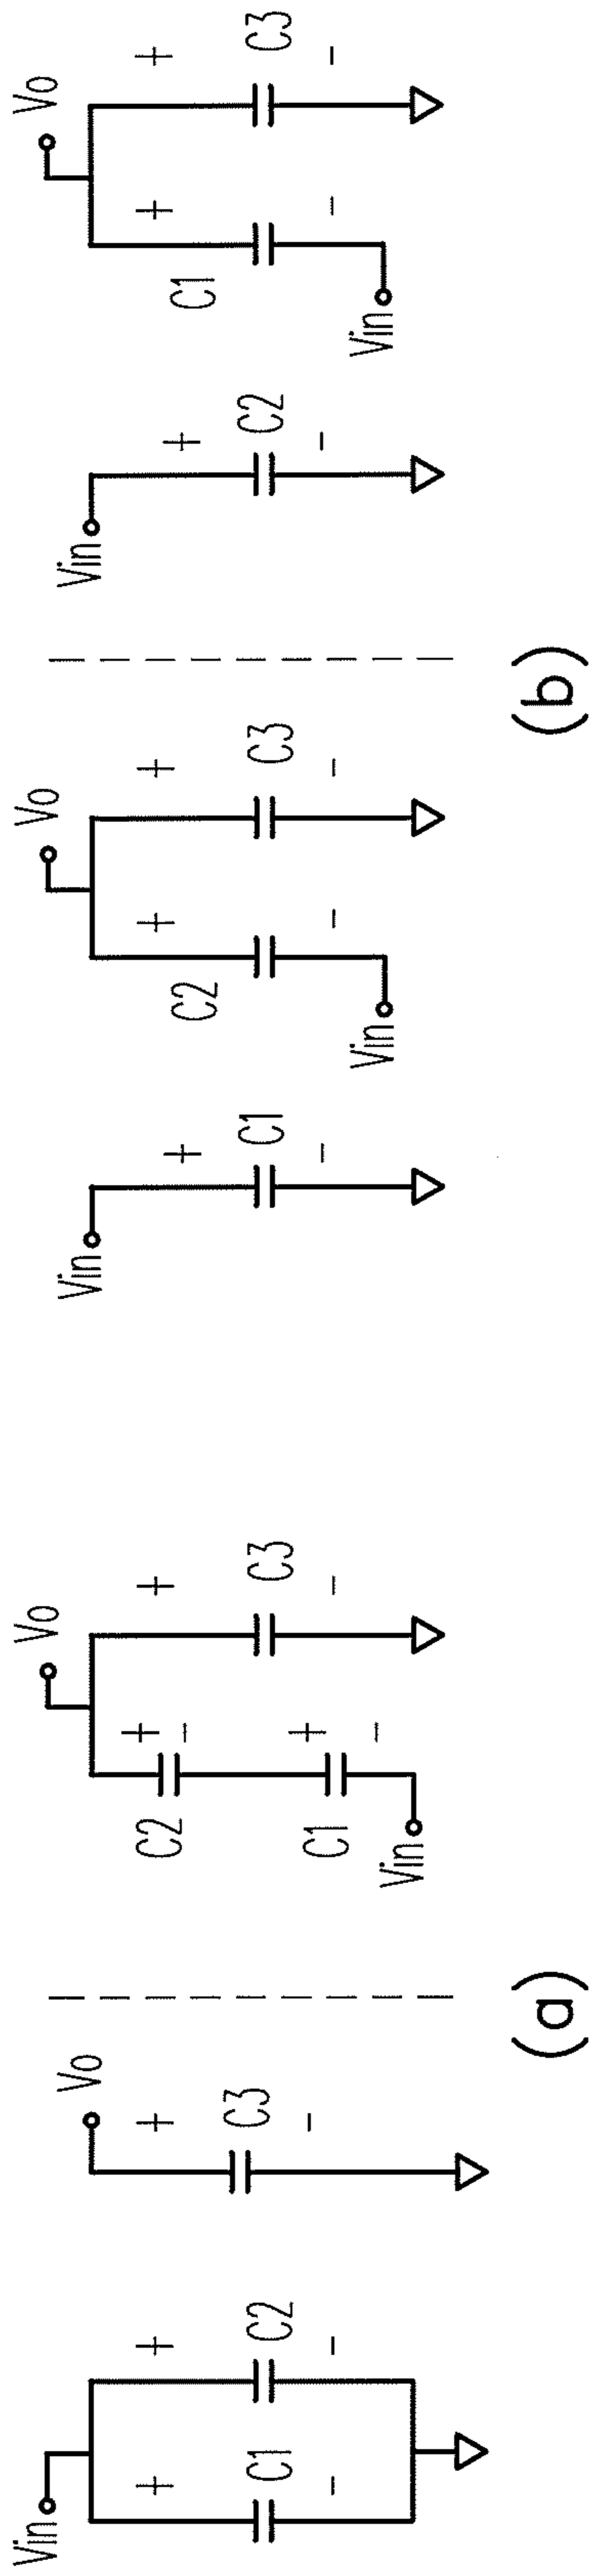 Vin
+
+
C1
C2
-
-
Vo
+
C3
-
Vo
+
-
C2
+
-
C1
Vin
+
C3
-
(a)
Vin
+
C1
-
Vo
+
+
C2
C3
-
-
Vin
Vin
+
C2
-
Vo
+
+
C1
C3
-
-
Vin
(b)